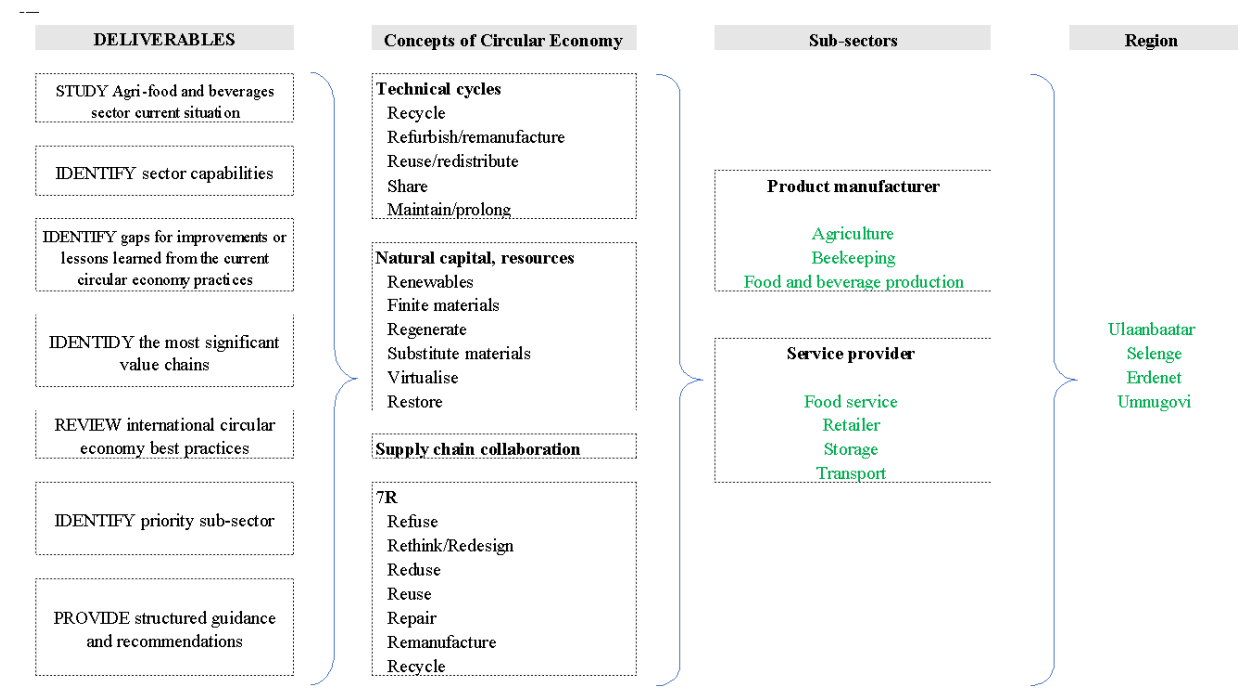 DELIVERABLES
STUDY Agri-food and beverages
sector current situation
IDENTIFY sector capabilities
IDENTIFY gaps for improvements or
lessons learned from the current
circular economy practices
IDENTIDY the most significant
value chains
REVIEW international circular
economy best practices
IDENTIFY priority sub-sector
PROVIDE structured guidance
and recommendations
Concepts of Circular Economy
Technical cycles
Recycle
Refurbish/remanufacture
Reuse/redistribute
Share
Maintain/prolong
Natural capital, resources
Renewables
Finite materials
Regenerate
Substitute materials
Virtualise
Restore
Supply chain collaboration
7R
Refuse
Rethink/Redesign
Reduse
Reuse
Repair
Remanufacture
Recycle
Sub-sectors
Product manufacturer
Agriculture
Beekeeping
Food and beverage production
Service provider
Food service
Retailer
Storage
Transport
Region
Ulaanbaatar
Selenge
Erdenet
Umnugovi